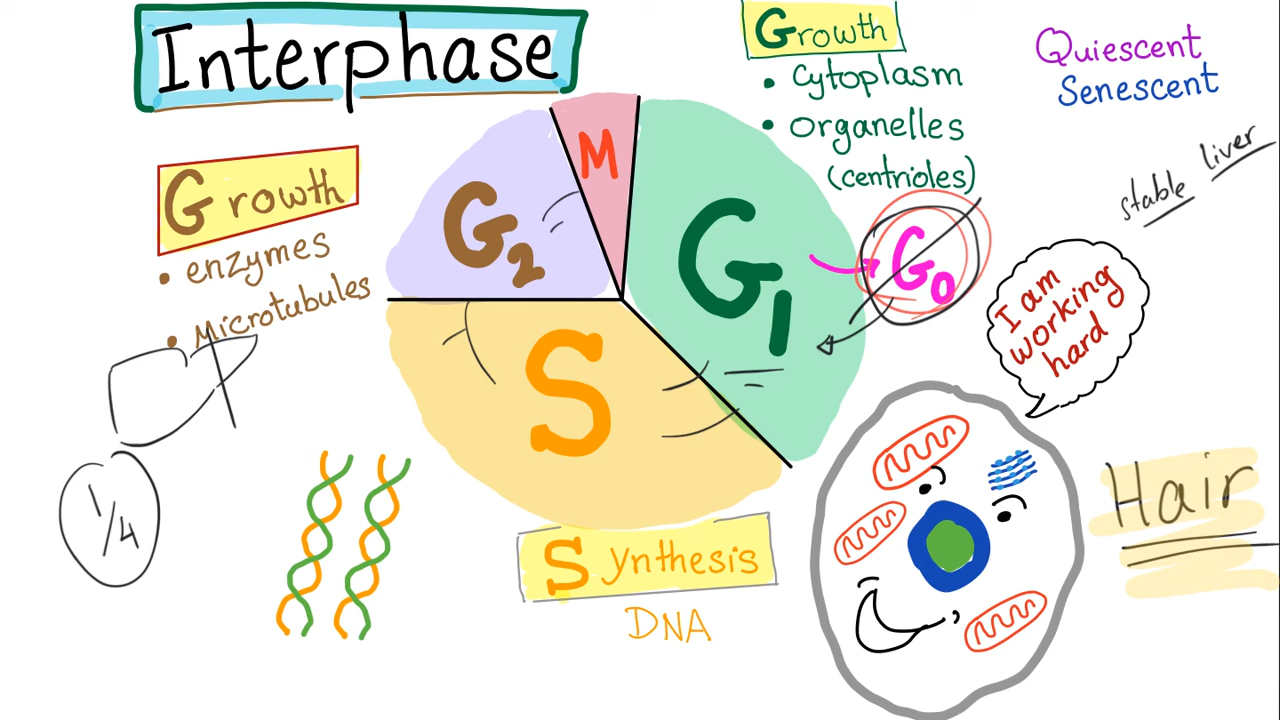 Interphase
Growth
• Cytoplasm
• Organelles
(centrioles)
Quiescent
Senescent
stable liver
Growth
• enzymes
• Microtubules
M
G2
G1
G0
S
I am
working
hard
Hair
1/4
Synthesis
DNA